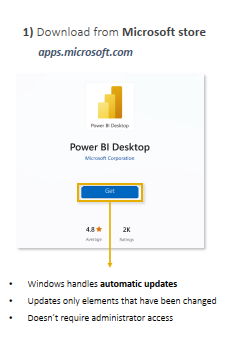 1) Download from Microsoft store
apps.microsoft.com
Power BI Desktop
Power BI Desktop
Microsoft Corporation
Get
4.8 ★ 2K
Average Ratings
• Windows handles automatic updates
• Updates only elements that have been changed
• Doesn't require administrator access